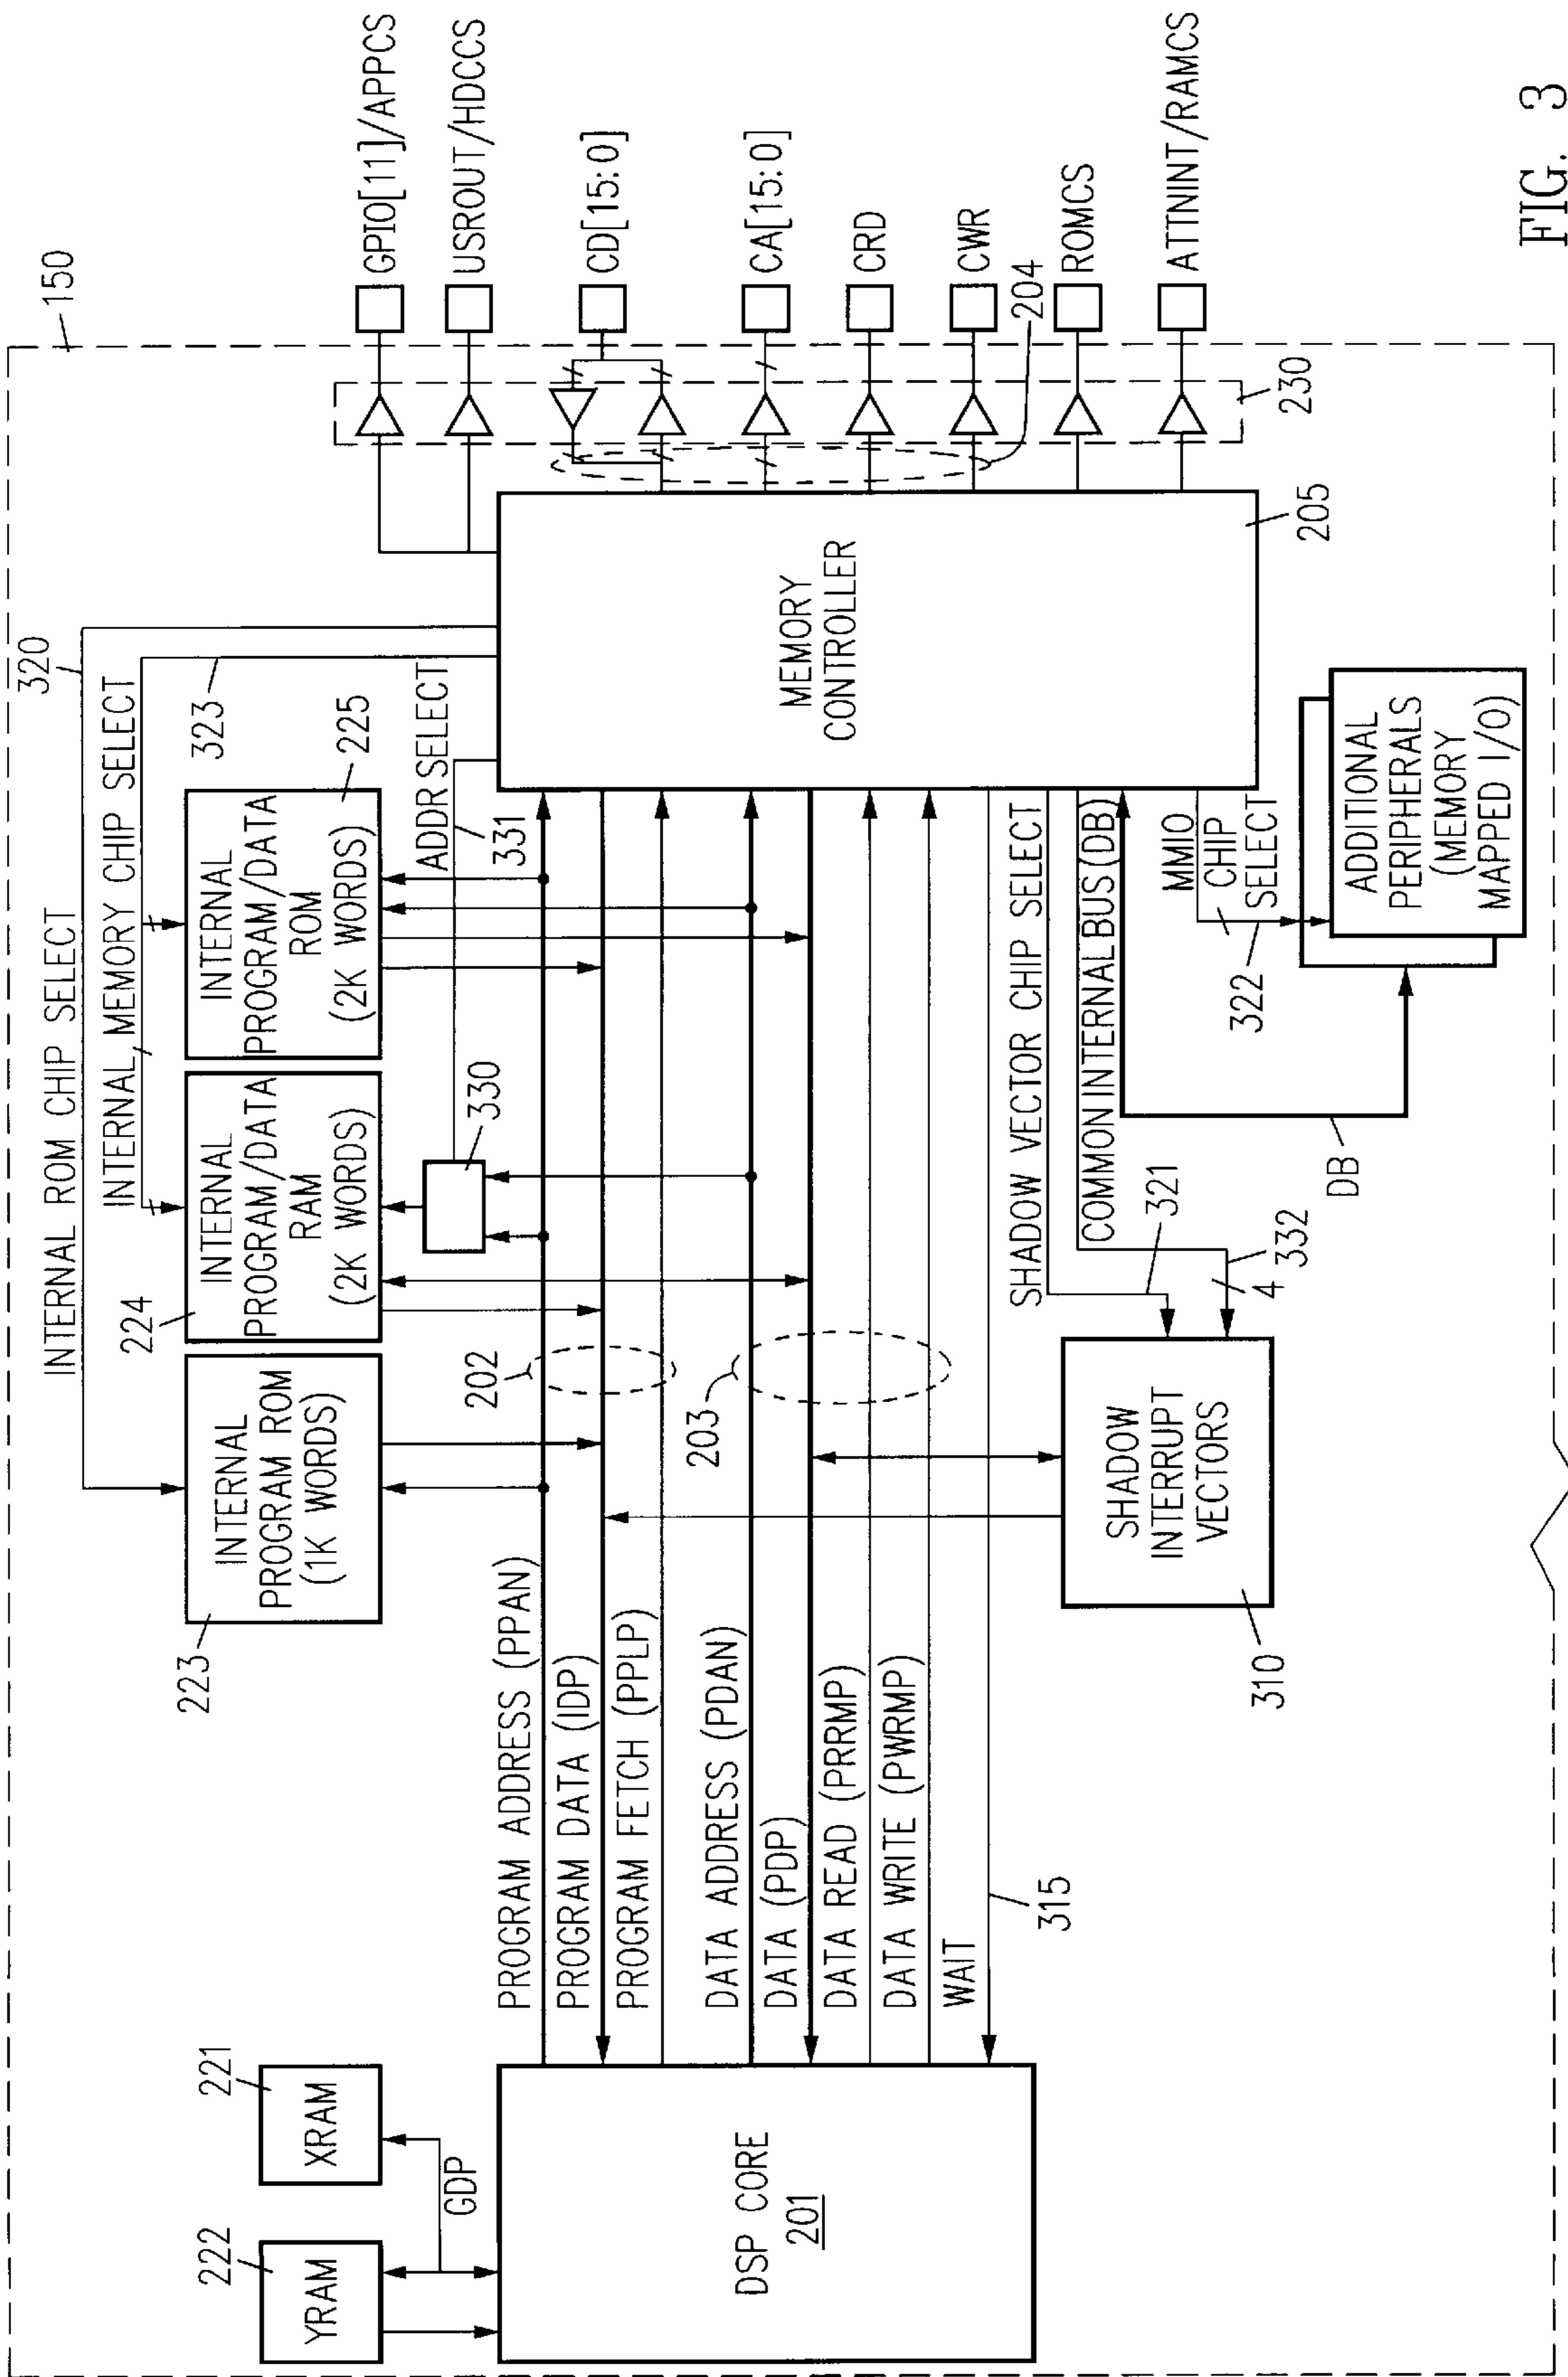 150
320
INTERNAL ROM CHIP SELECT
INTERNAL MEMORY CHIP SELECT
323
223
INTERNAL
PROGRAM ROM
(1K WORDS)
224
INTERNAL
PROGRAM/DATA
RAM
(2K WORDS)
INTERNAL
PROGRAM/DATA
ROM
(2K WORDS)
225
222
YRAM
221
XRAM
GDP
330
ADDR SELECT
331
202
PROGRAM ADDRESS (PPAN)
PROGRAM DATA (IDP)
PROGRAM FETCH (PPLP)
203
DATA ADDRESS (PDAN)
DATA (PDP)
DATA READ (PRRMP)
DATA WRITE (PWRMP)
WAIT
315
DSP CORE
201
MEMORY
CONTROLLER
205
GPIO[11]/APPCS
USROUT/HDCCS
CD[15:0]
CA[15:0]
CRD
CWR
204
ROMCS
ATTNINT/RAMCS
230
SHADOW VECTOR CHIP SELECT
321
COMMON INTERNAL BUS(DB)
4
332
SHADOW
INTERRUPT
VECTORS
310
DB
MMIO
CHIP
SELECT
322
ADDITIONAL
PERIPHERALS
(MEMORY
MAPPED I/O)
FIG. 3